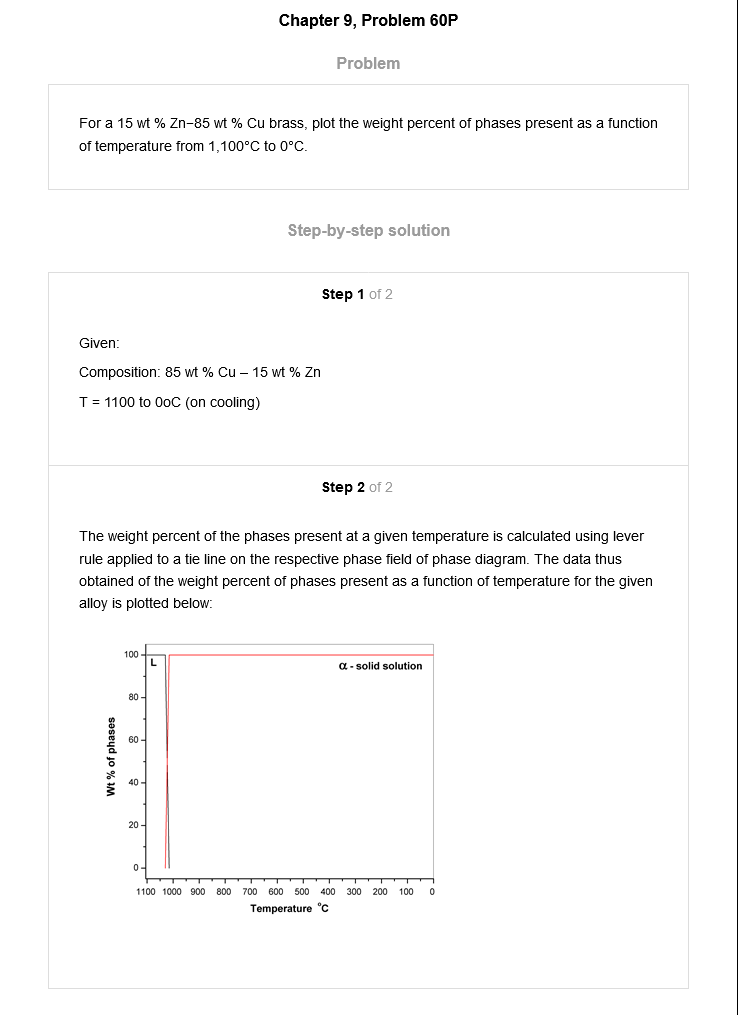 Chapter 9, Problem 60P
Problem
For a 15 wt % Zn−85 wt % Cu brass, plot the weight percent of phases present as a function
of temperature from 1,100°C to 0°C.
Step-by-step solution
Step 1 of 2
Given:
Composition: 85 wt % Cu – 15 wt % Zn
T = 1100 to 0oC (on cooling)
Step 2 of 2
The weight percent of the phases present at a given temperature is calculated using lever
rule applied to a tie line on the respective phase field of phase diagram. The data thus
obtained of the weight percent of phases present as a function of temperature for the given
alloy is plotted below:
100
L
α - solid solution
80
60
40
20
0
Wt % of phases
1100 1000 900 800 700 600 500 400 300 200 100 0
Temperature °C